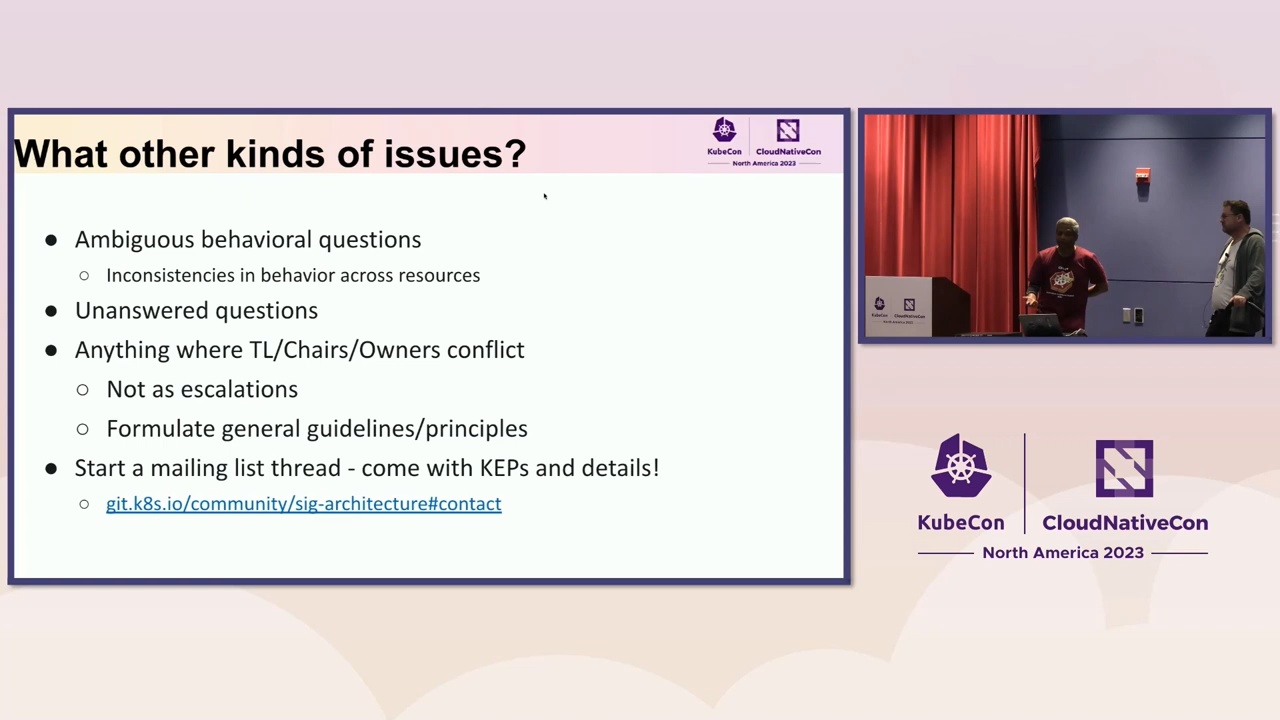 What other kinds of issues?
KubeCon
CloudNativeCon
North America 2023
● Ambiguous behavioral questions
○ Inconsistencies in behavior across resources
● Unanswered questions
● Anything where TL/Chairs/Owners conflict
○ Not as escalations
○ Formulate general guidelines/principles
● Start a mailing list thread - come with KEPs and details!
○ git.k8s.io/community/sig-architecture#contact
KubeCon
CloudNativeCon
North America 2023